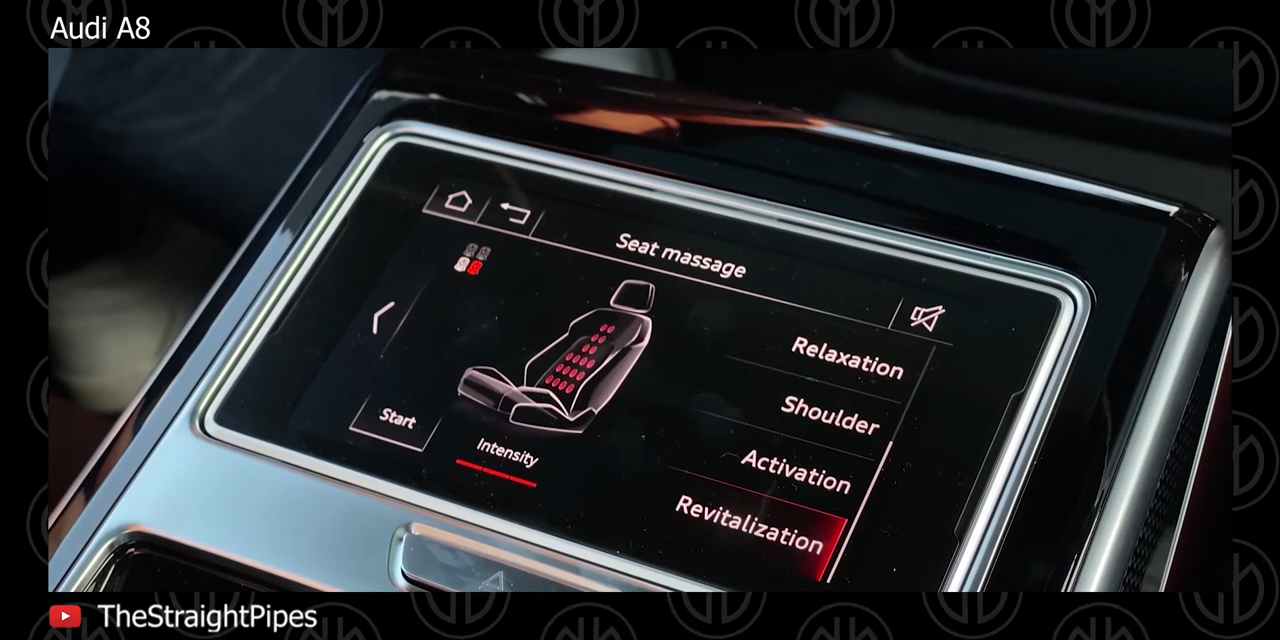 Audi A8
Seat massage
Relaxation
Shoulder
Activation
Revitalization
Start
Intensity
TheStraightPipes